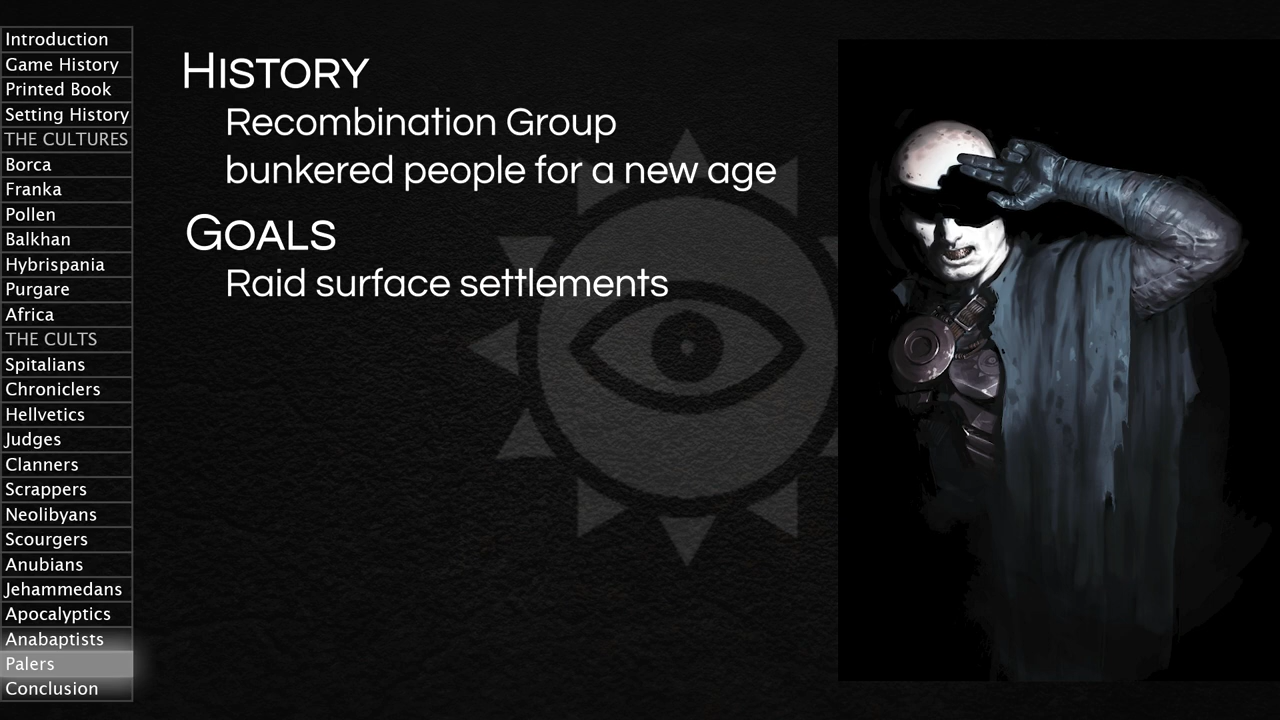 Introduction
Game History
Printed Book
Setting History
THE CULTURES
Borca
Franka
Pollen
Balkhan
Hybrispania
Purgare
Africa
THE CULTS
Spitalians
Chroniclers
Hellvetics
Judges
Clanners
Scrappers
Neolibyans
Scourgers
Anubians
Jehammedans
Apocalyptics
Anabaptists
Palers
Conclusion
HISTORY
Recombination Group
bunkered people for a new age
GOALS
Raid surface settlements